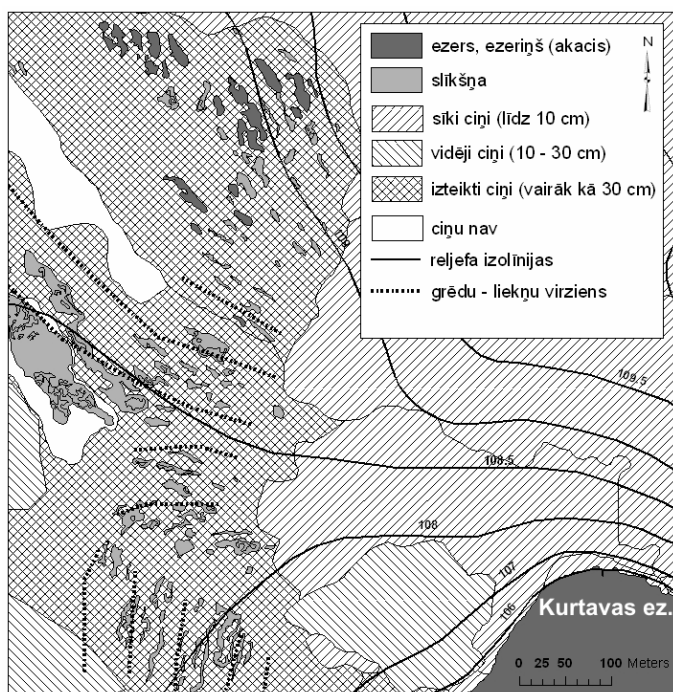 ezers, ezeriņš (akacis)
N
slīkšņa
sīki ciņi (līdz 10 cm)
vidēji ciņi (10 - 30 cm)
izteikti ciņi (vairāk kā 30 cm)
ciņu nav
reljefa izolīnijas
grēdu - liekņu virziens
109
109.5
108.5
108
107
106
Kurtavas ez.
0 25 50 100 Meters